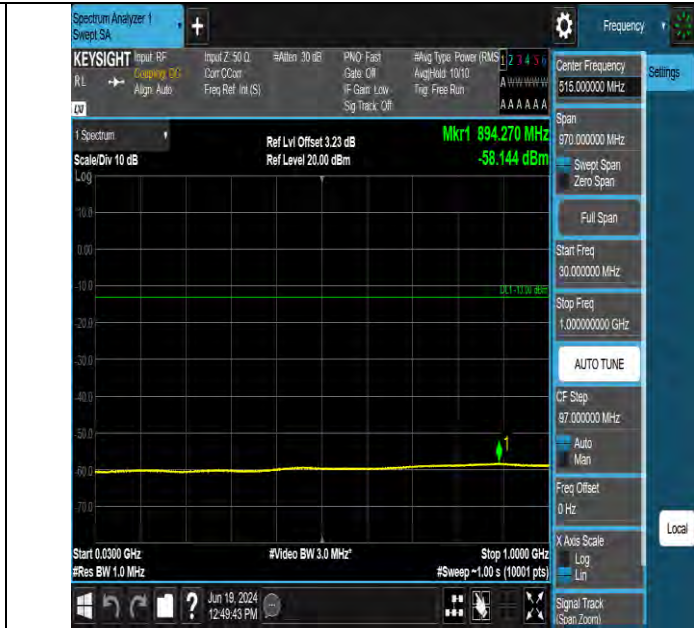 Spectrum Analyzer 1
Swept SA
Frequency
KEYSIGHT
Input: RF
Coupling: DC
Align: Auto
RL
LXI
Input Z: 50 Ω
Corr CCorr
Freq Ref: Int (S)
#Atten: 30 dB
PNO: Fast
Gate: Off
IF Gain: Low
Sig Track: Off
#Avg Type: Power (RMS
Avg|Hold: 10/10
Trig: Free Run
1 2 3 4 5 6
A W W W W W
A A A A A A
Center Frequency
515.000000 MHz
Settings
Span
970.000000 MHz
Swept Span
Zero Span
Full Span
Start Freq
30.000000 MHz
Stop Freq
1.000000000 GHz
AUTO TUNE
CF Step
97.000000 MHz
Auto
Man
Freq Offset
0 Hz
X Axis Scale
Log
Lin
Local
Signal Track
(Span Zoom)
1 Spectrum
Scale/Div 10 dB
Ref Lvl Offset 3.23 dB
Ref Level 20.00 dBm
Mkr1 894.270 MHz
-58.144 dBm
Log
10.0
0.00
-10.0
DL1 -13.00 dBm
-20.0
-30.0
-40.0
-50.0
1
-60.0
-70.0
Start 0.0300 GHz
#Res BW 1.0 MHz
#Video BW 3.0 MHz*
Stop 1.0000 GHz
#Sweep ~1.00 s (10001 pts)
Jun 19, 2024
12:49:43 PM